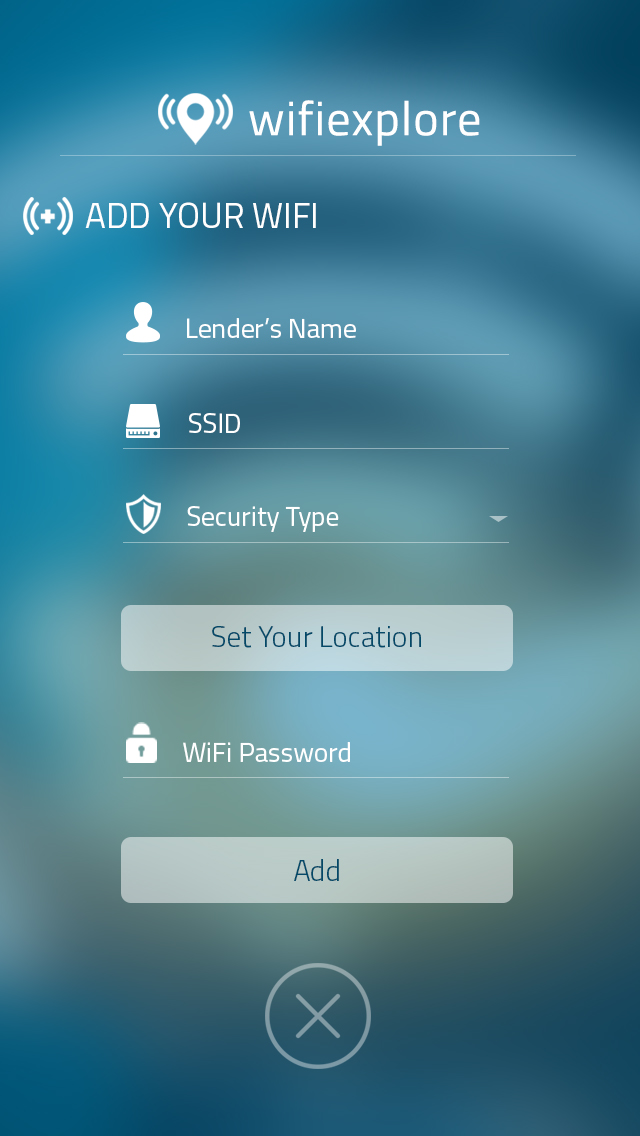 wifiexplore
ADD YOUR WIFI
Lender’s Name
SSID
Security Type
Set Your Location
WiFi Password
Add